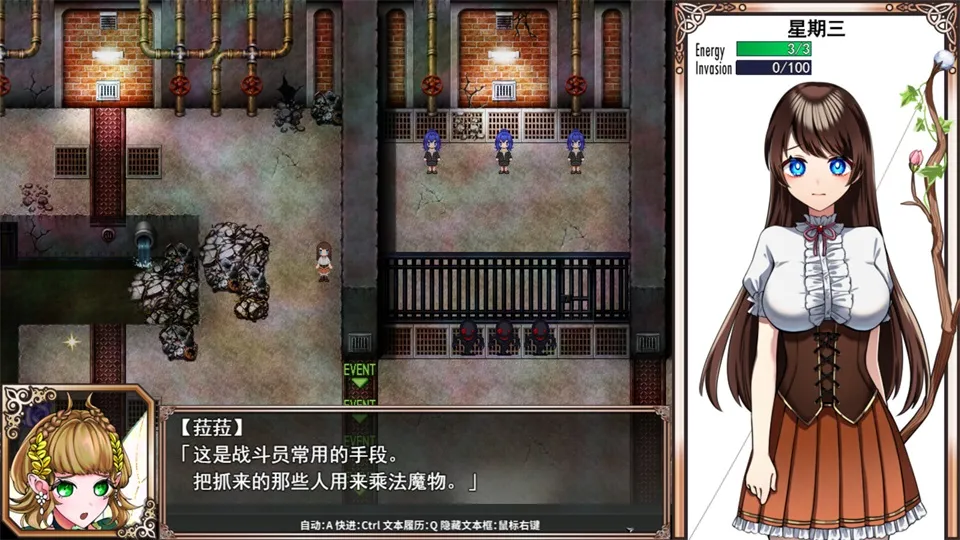 星期三
Energy 3/3
Invasion 0/100
EVENT
EVENT
EVENT
【菈菈】
「这是战斗员常用的手段。
把抓来的那些人用来乘法魔物。」
自动:A 快进:Ctrl 文本履历:Q 隐藏文本框:鼠标右键